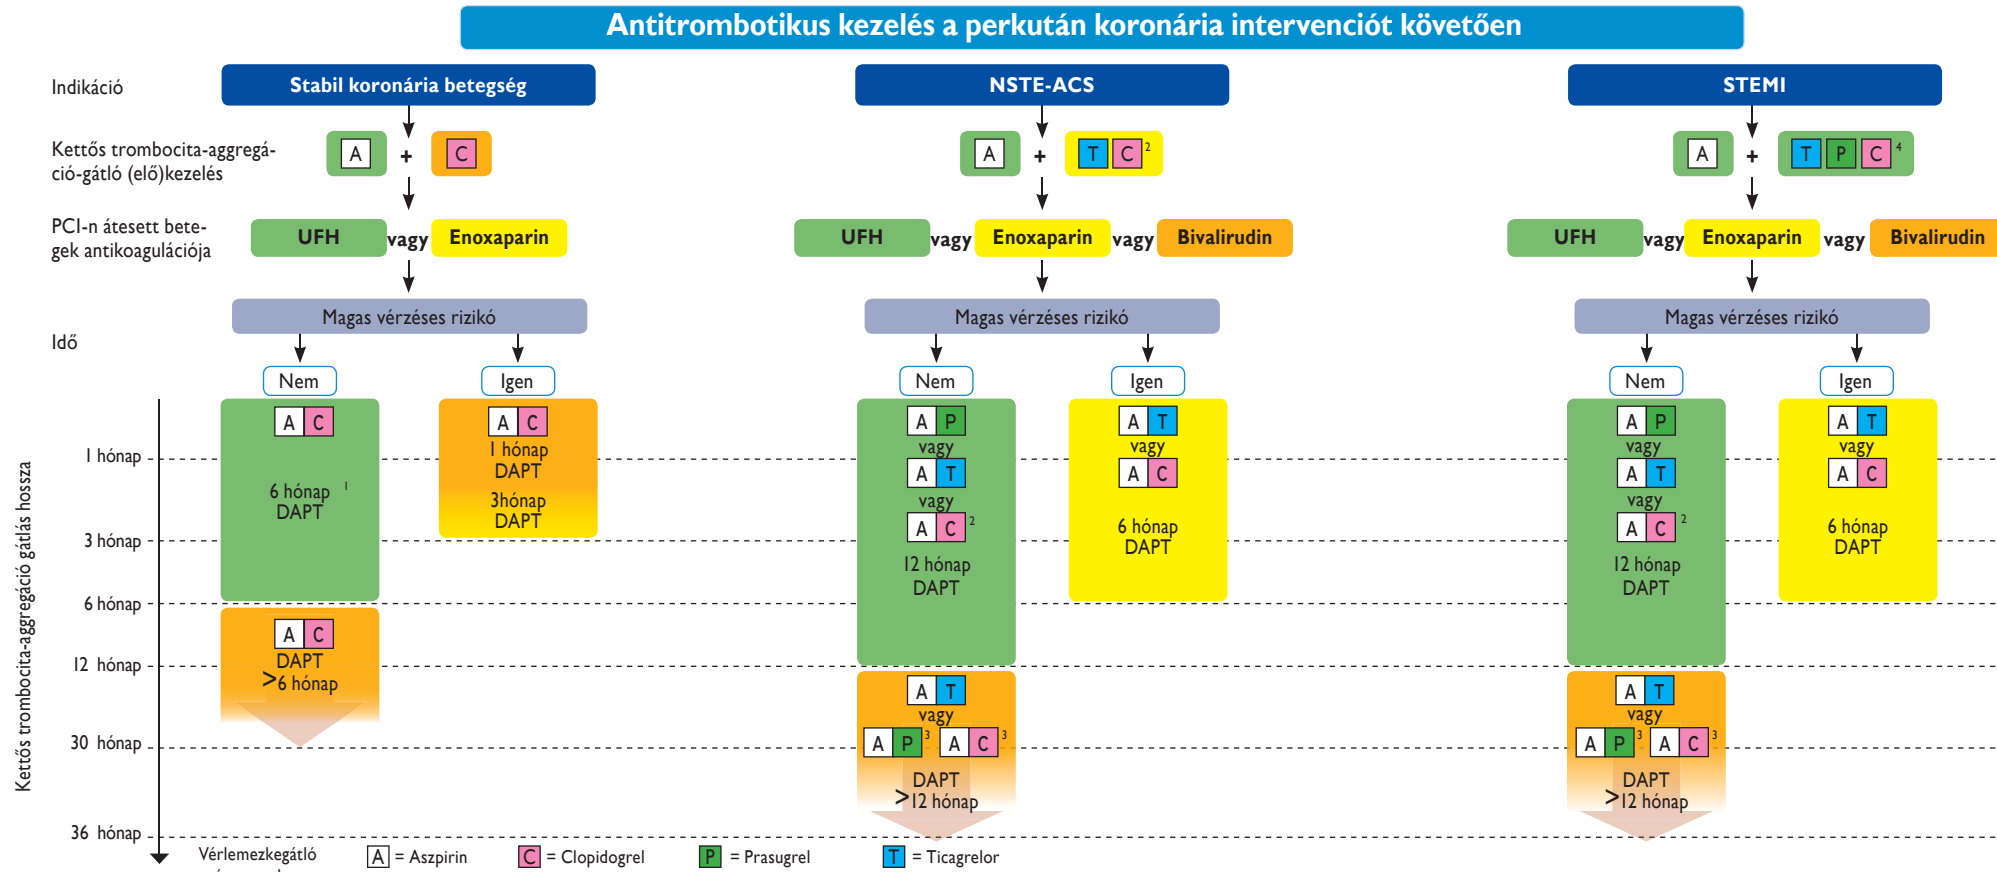 Antitrombotikus kezelés a perkután koronária intervenciót követően
Indikáció
Stabil koronária betegség
NSTE-ACS
STEMI
Kettős trombocita-aggregá-
ció-gátló (elő)kezelés
A + C
A + T C 2
A + T P C 4
PCI-n átesett bete-
gek antikoagulációja
UFH vagy Enoxaparin
UFH vagy Enoxaparin vagy Bivalirudin
UFH vagy Enoxaparin vagy Bivalirudin
Magas vérzéses rizikó
Magas vérzéses rizikó
Magas vérzéses rizikó
Idő
Nem
Igen
Nem
Igen
Nem
Igen
Kettős trombocita-aggregáció gátlás hossza
1 hónap
3 hónap
6 hónap
12 hónap
30 hónap
36 hónap
A C
6 hónap 1
DAPT
A C
DAPT
>6 hónap
A C
1 hónap
DAPT
3hónap
DAPT
A P
vagy
A T
vagy
A C 2
12 hónap
DAPT
A T
vagy
A P 3 A C 3
DAPT
>12 hónap
A T
vagy
A C
6 hónap
DAPT
A P
vagy
A T
vagy
A C 2
12 hónap
DAPT
A T
vagy
A P 3 A C 3
DAPT
>12 hónap
A T
vagy
A C
6 hónap
DAPT
Vérlemezkegátló
A = Aszpirin
C = Clopidogrel
P = Prasugrel
T = Ticagrelor